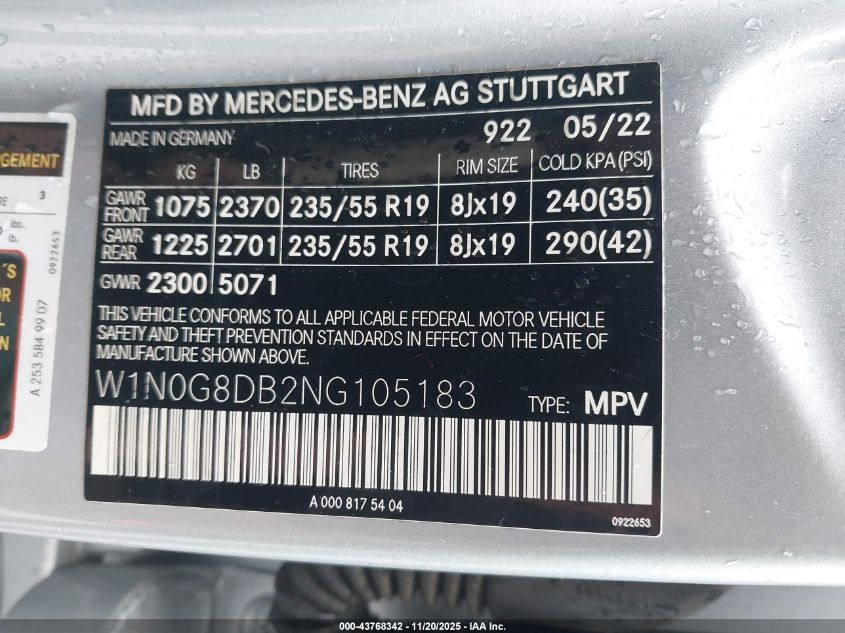 MFD BY MERCEDES-BENZ AG STUTTGART
MADE IN GERMANY 922 05/22
KG LB TIRES RIM SIZE COLD KPA (PSI)
GAWR FRONT 1075 2370 235/55 R19 8Jx19 240(35)
GAWR REAR 1225 2701 235/55 R19 8Jx19 290(42)
GVWR 2300 5071
THIS VEHICLE CONFORMS TO ALL APPLICABLE FEDERAL MOTOR VEHICLE
SAFETY AND THEFT PREVENTION STANDARDS IN EFFECT ON THE DATE OF
MANUFACTURE SHOWN ABOVE.
W1N0G8DB2NG105183 TYPE: MPV
A 000 817 54 04
0922653
3
lbs.
lb.
0922653
A 253 584 99 07
000-43768342 - 11/20/2025 - IAA Inc.